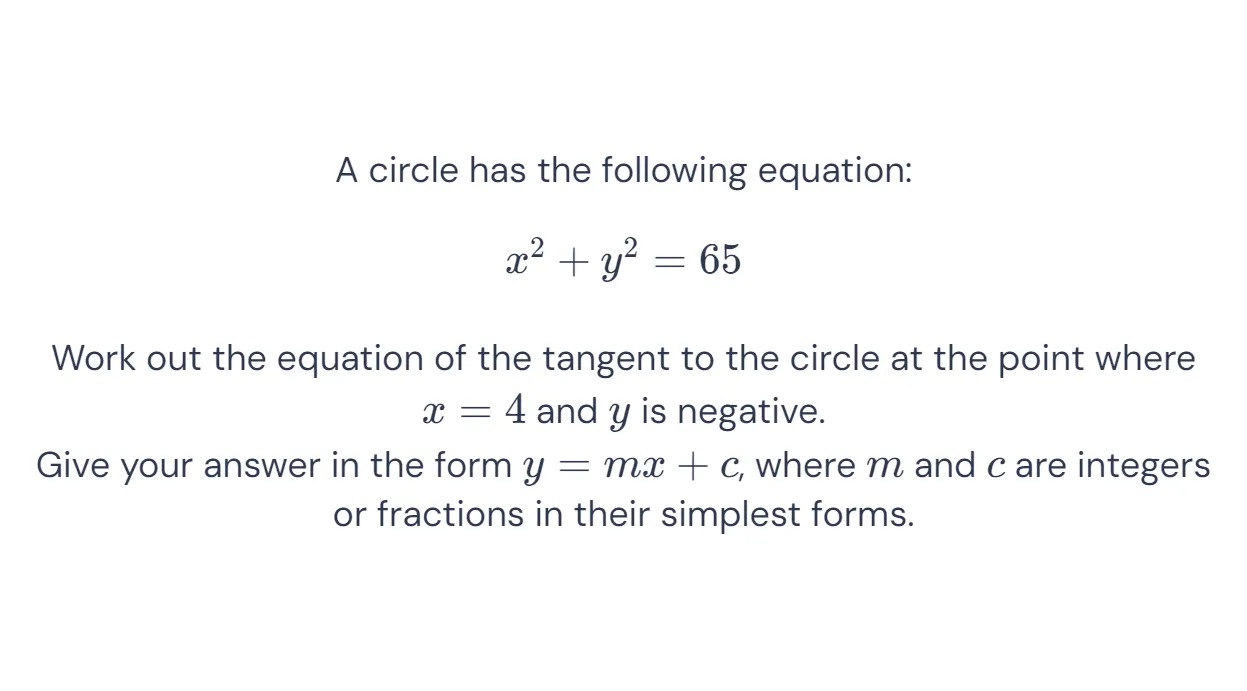 A circle has the following equation:
x² + y² = 65
Work out the equation of the tangent to the circle at the point where
x = 4 and y is negative.
Give your answer in the form y = mx + c, where m and c are integers
or fractions in their simplest forms.